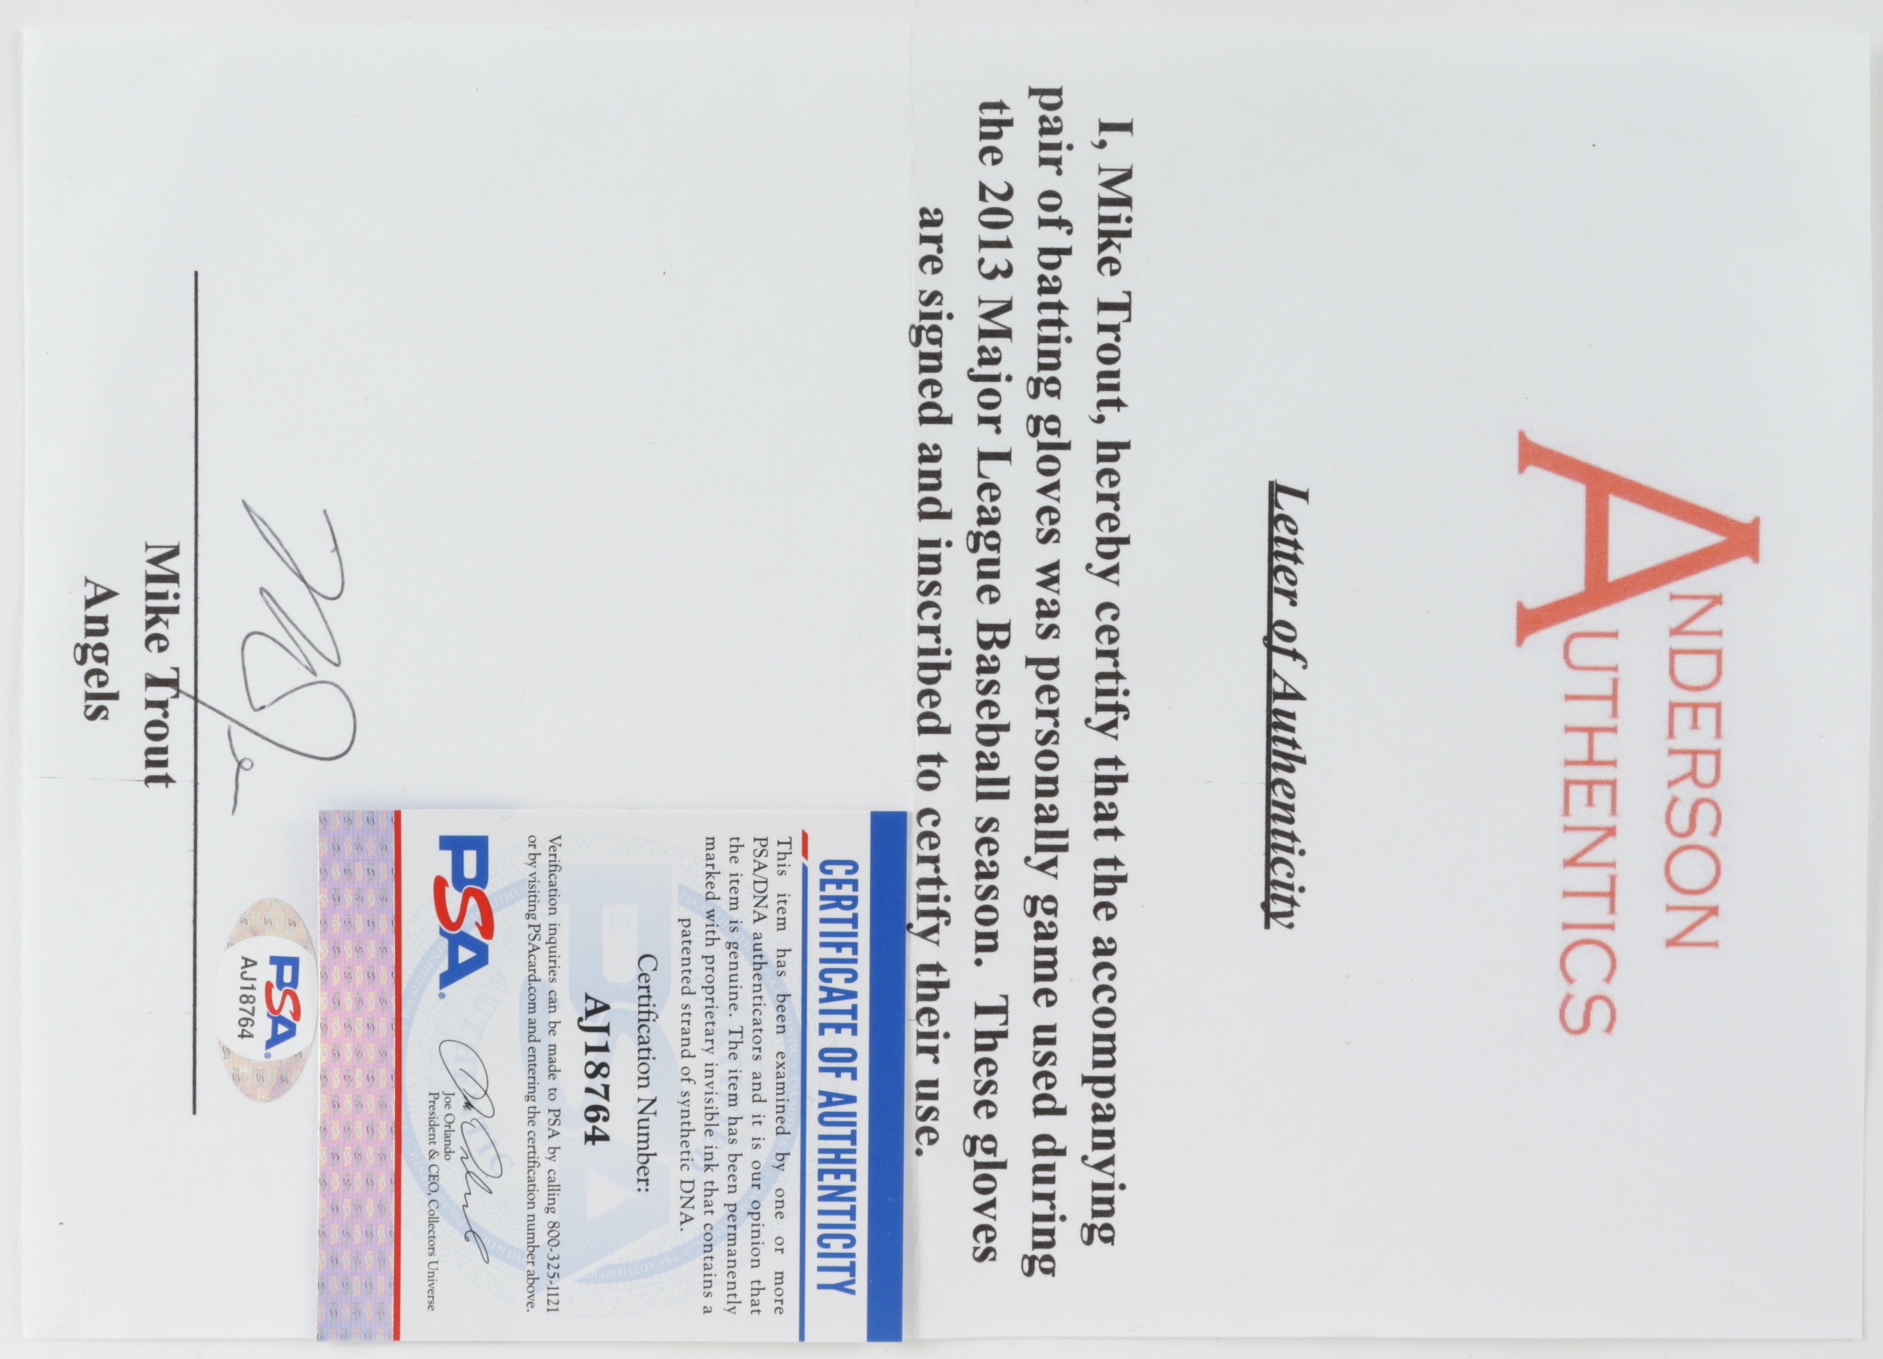 ANDERSON
AUTHENTICS
Letter of Authenticity
I, Mike Trout, hereby certify that the accompanying
pair of batting gloves was personally game used during
the 2013 Major League Baseball season.  These gloves
are signed and inscribed to certify their use.
Mike Trout
Angels
PSA
AJ18764
CERTIFICATE OF AUTHENTICITY
This item has been examined by one or more
PSA/DNA authenticators and it is our opinion that
the item is genuine. The item has been permanently
marked with proprietary invisible ink that contains a
patented strand of synthetic DNA.
Certification Number:
AJ18764
Verification inquiries can be made to PSA by calling 800-325-1121
or by visiting PSAcard.com and entering the certification number above.
PSA
Joe Orlando
President & CEO, Collectors Universe